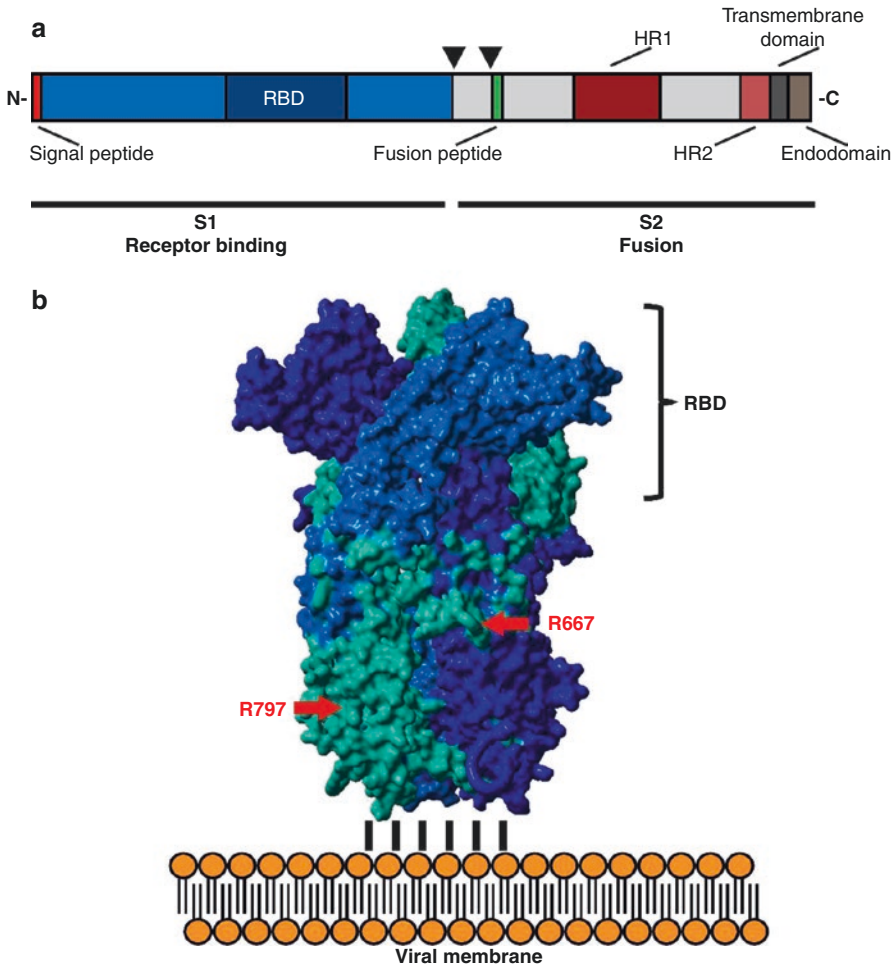 a
Transmembrane
domain
HR1
N-
RBD
-C
Signal peptide
Fusion peptide
HR2
Endodomain
S1
Receptor binding
S2
Fusion
b
RBD
R667
R797
Viral membrane